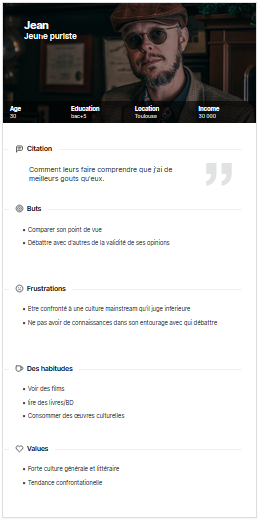 Jean
Jeune puriste
Age Education Location Income
30 bac+5 Toulouse 30 000
Citation
Comment leurs faire comprendre que j'ai de
meilleurs gouts qu'eux.
Buts
Comparer son point de vue
Débattre avec d'autres de la validité de ses opinions
Frustrations
Etre confronté à une culture mainstream qu'il juge inferieure
Ne pas avoir de connaissances dans son entourage avec qui débattre
Des habitudes
Voir des films
lire des livres/BD
Consommer des œuvres culturelles
Values
Forte culture générale et littéraire
Tendance confrontationelle